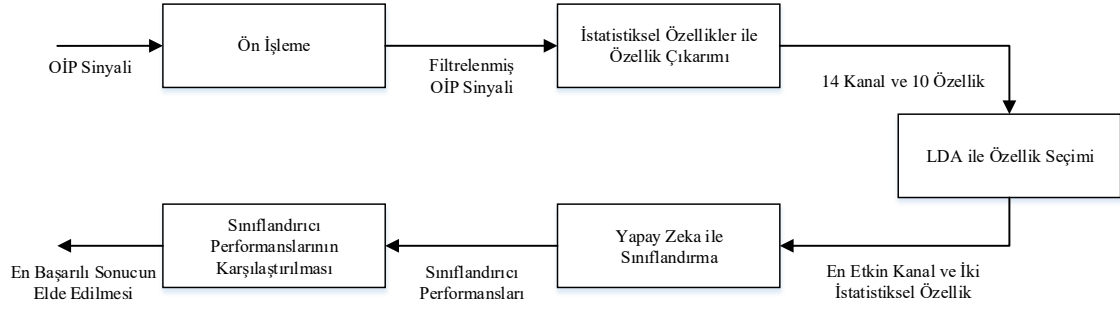 OİP Sinyali
Ön İşleme
Filtrelenmiş
OİP Sinyali
İstatistiksel Özellikler ile
Özellik Çıkarımı
14 Kanal ve 10 Özellik
LDA ile Özellik Seçimi
En Etkin Kanal ve İki
İstatistiksel Özellik
Yapay Zeka ile
Sınıflandırma
Sınıflandırıcı
Performansları
Sınıflandırıcı
Performanslarının
Karşılaştırılması
En Başarılı Sonucun
Elde Edilmesi